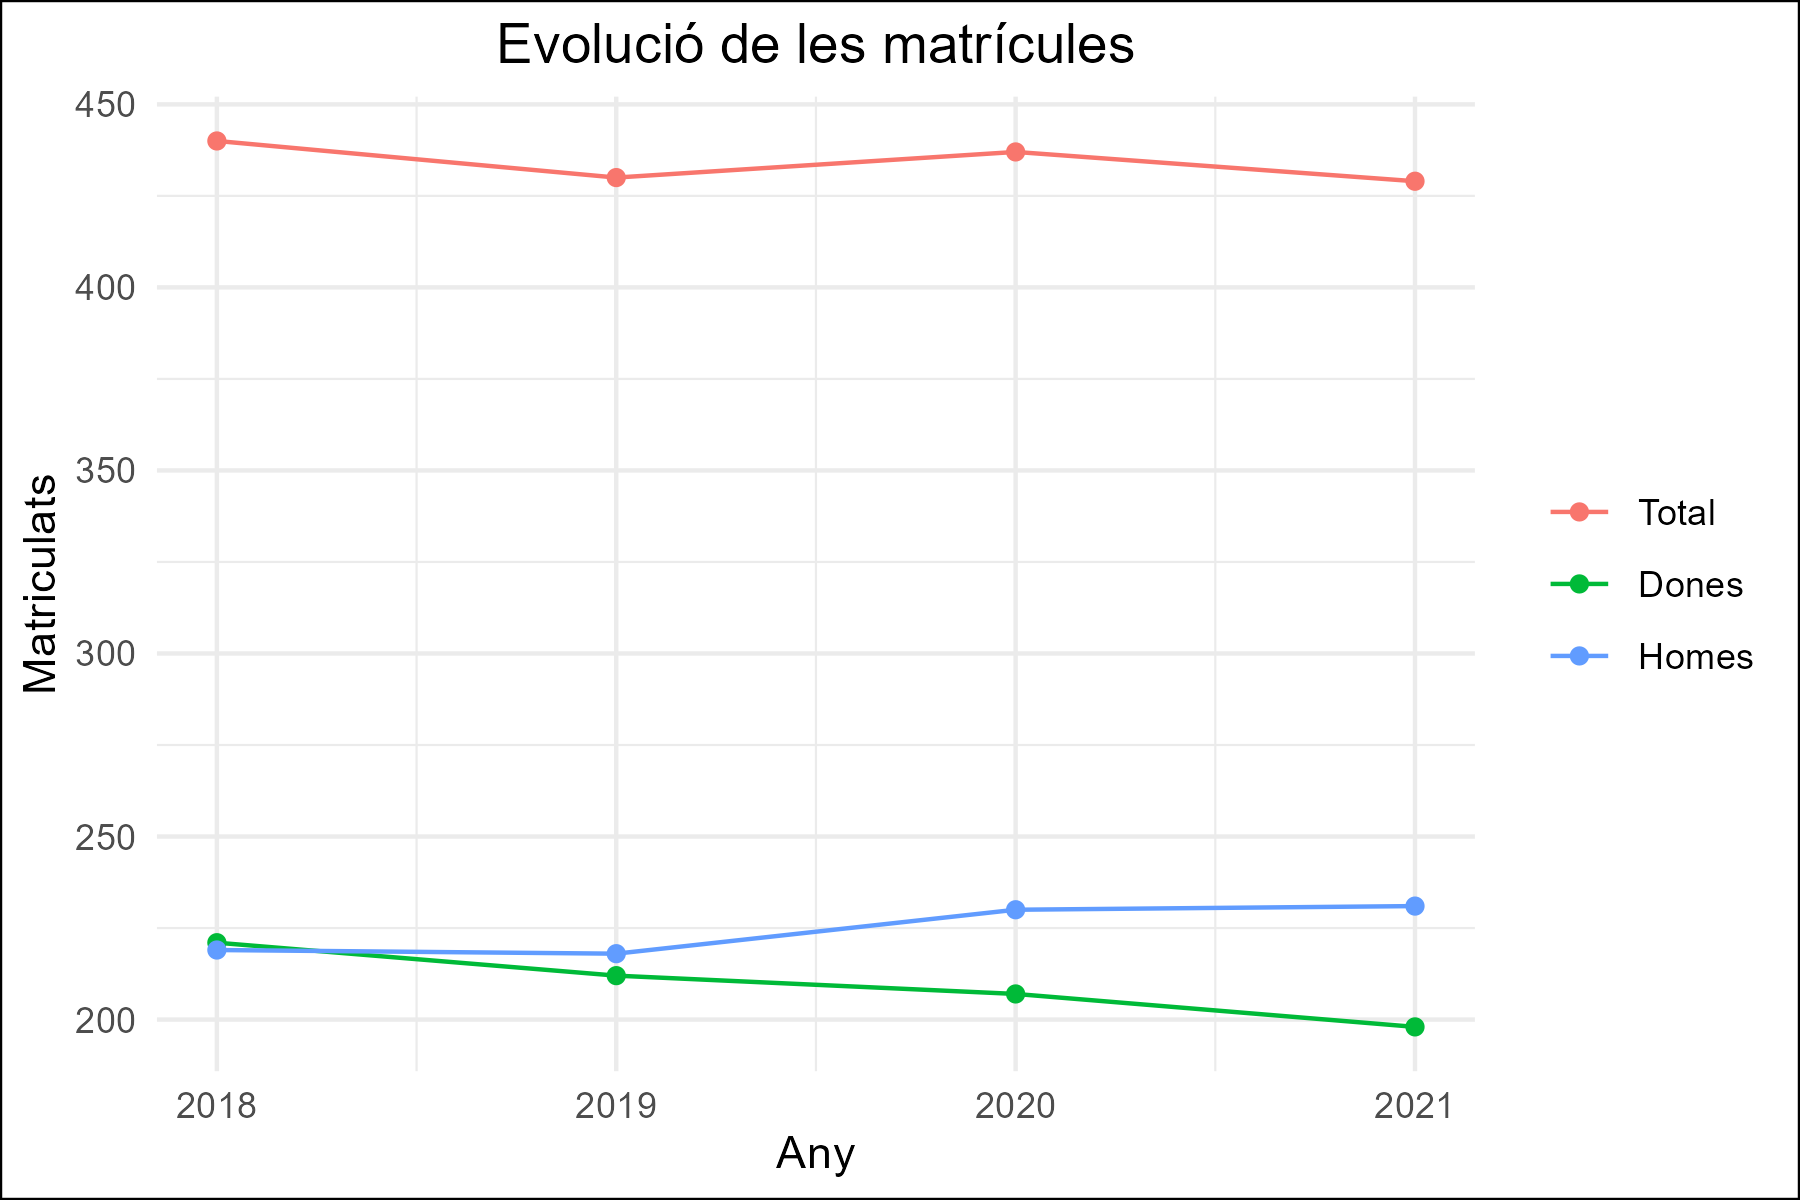 Evolució de les matrícules
450
400
350
300
250
200
Matriculats
2018
2019
2020
2021
Any
Total
Dones
Homes